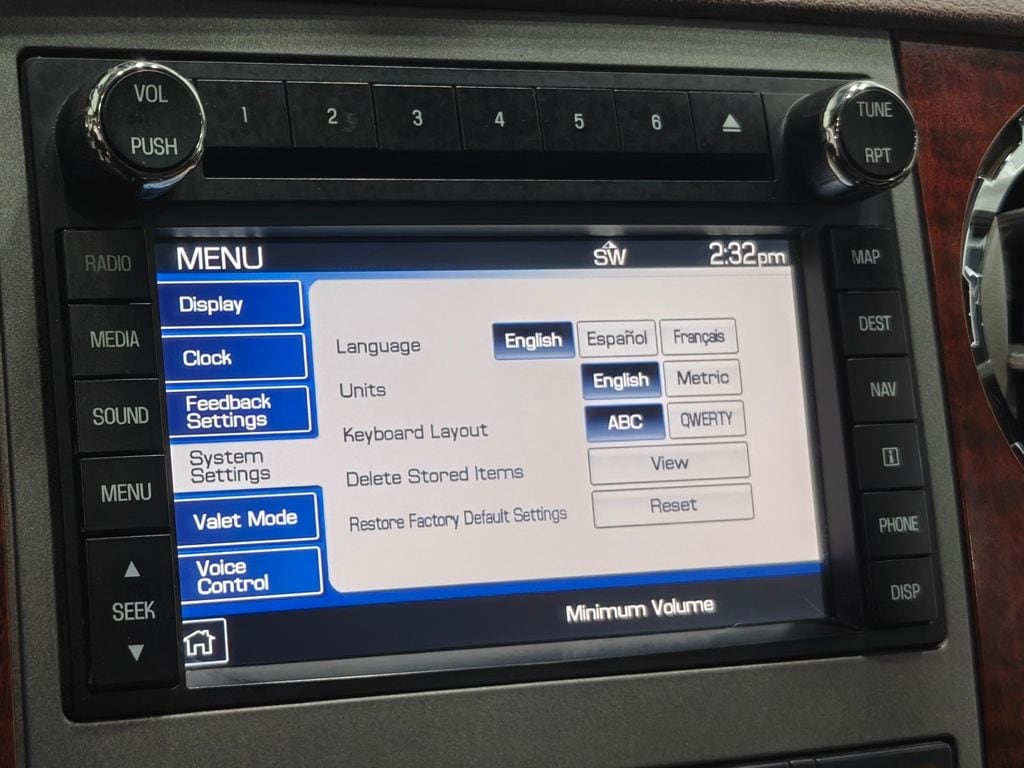 VOL
PUSH
1 2 3 4 5 6
TUNE
RPT
RADIO
MEDIA
SOUND
MENU
SEEK
MENU SW 2:32pm
Display
Clock
Feedback
Settings
System
Settings
Valet Mode
Voice
Control
Language English Español Français
Units English Metric
Keyboard Layout ABC QWERTY
Delete Stored Items View
Restore Factory Default Settings Reset
Minimum Volume
MAP
DEST
NAV
i
PHONE
DISP